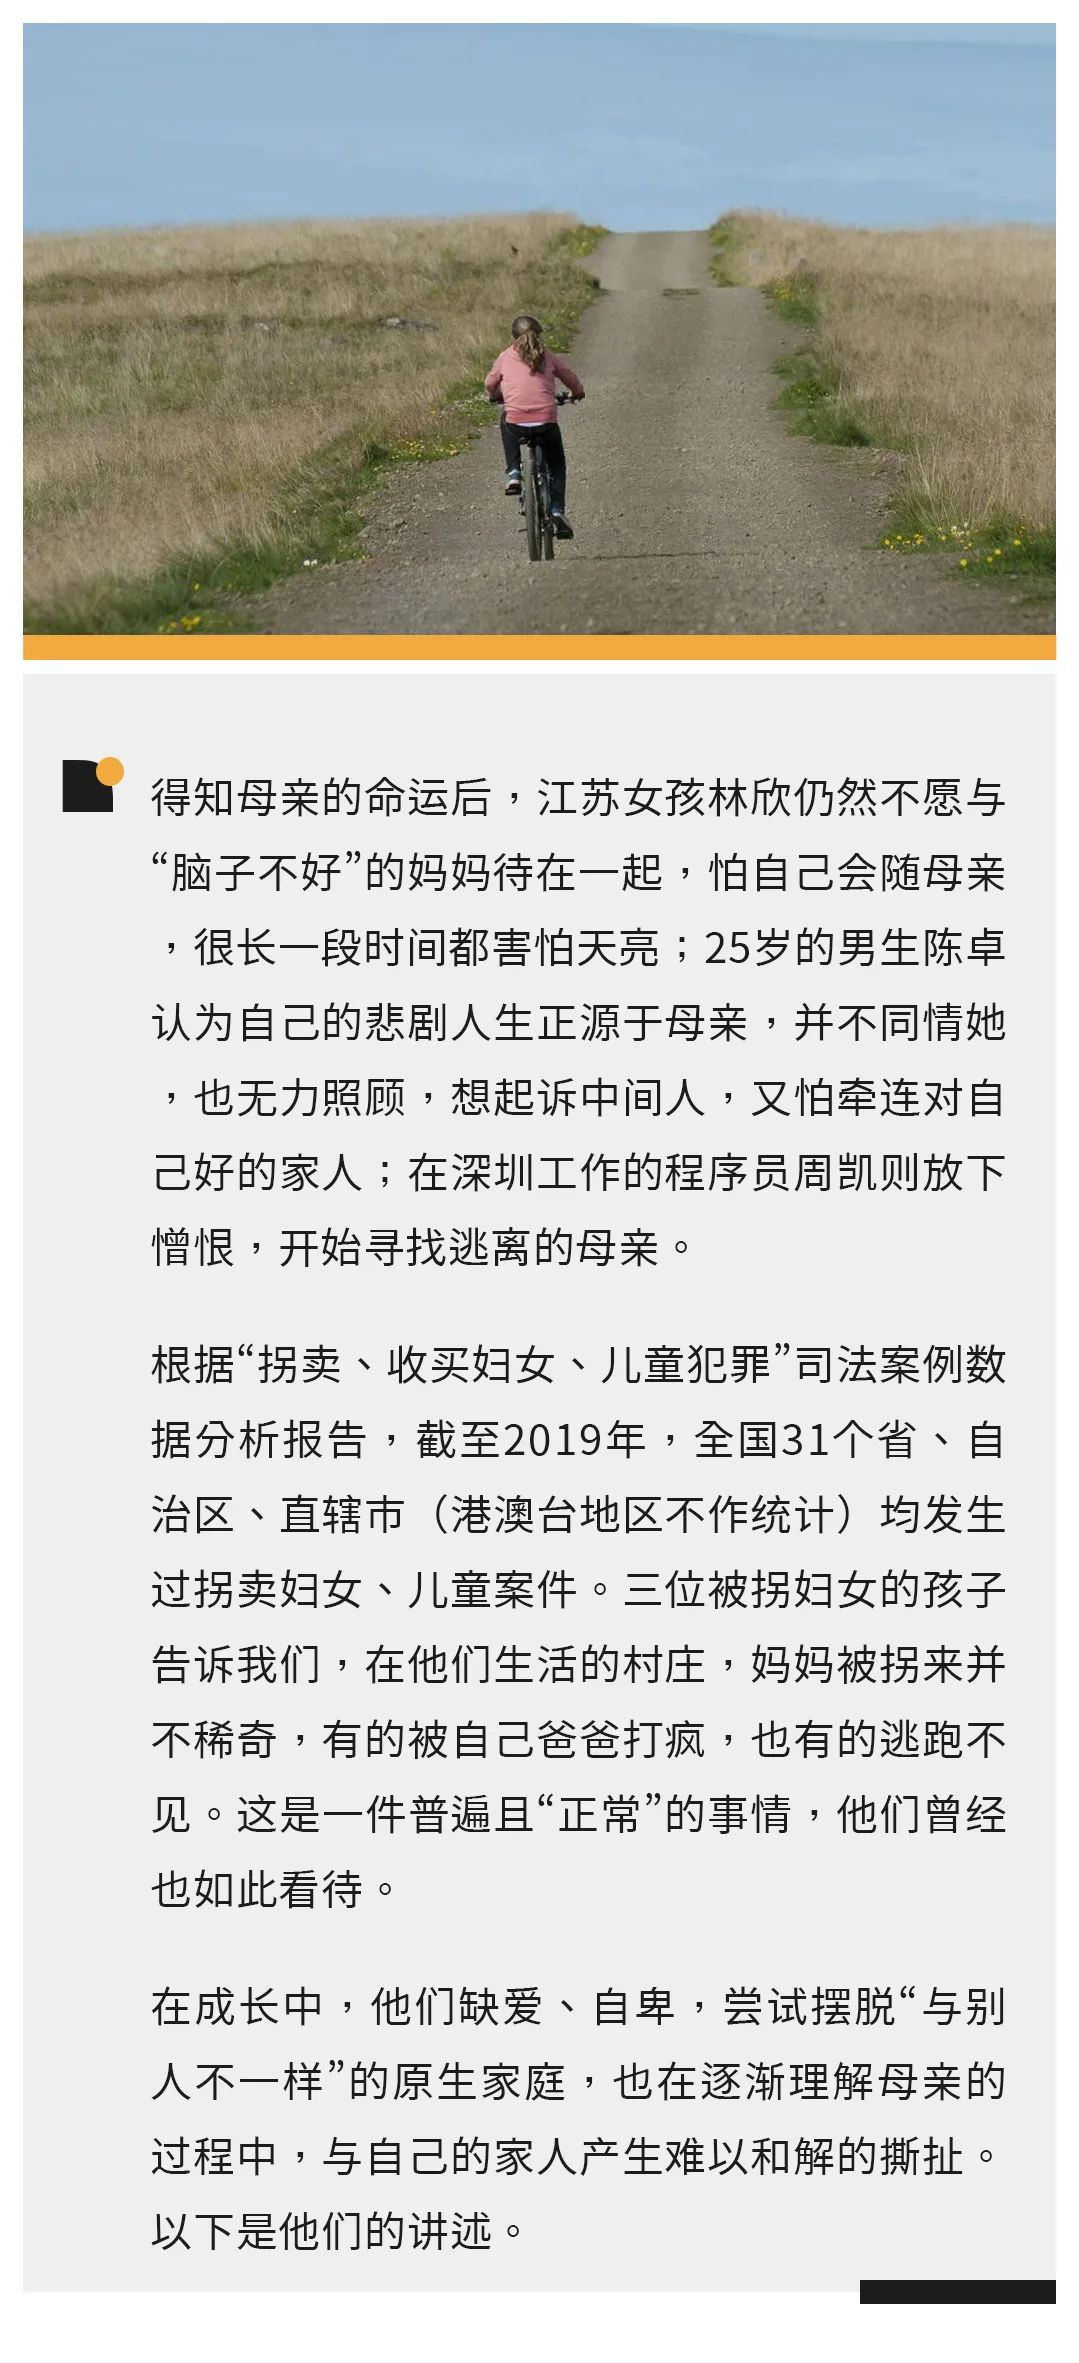 得知母亲的命运后，江苏女孩林欣仍然不愿与
“脑子不好”的妈妈待在一起，怕自己会随母亲
，很长一段时间都害怕天亮；25岁的男生陈卓
认为自己的悲剧人生正源于母亲，并不同情她
，也无力照顾，想起诉中间人，又怕牵连对自
己好的家人；在深圳工作的程序员周凯则放下
憎恨，开始寻找逃离的母亲。
根据“拐卖、收买妇女、儿童犯罪”司法案例数
据分析报告，截至2019年，全国31个省、自
治区、直辖市（港澳台地区不作统计）均发生
过拐卖妇女、儿童案件。三位被拐妇女的孩子
告诉我们，在他们生活的村庄，妈妈被拐来并
不稀奇，有的被自己爸爸打疯，也有的逃跑不
见。这是一件普遍且“正常”的事情，他们曾经
也如此看待。
在成长中，他们缺爱、自卑，尝试摆脱“与别
人不一样”的原生家庭，也在逐渐理解母亲的
过程中，与自己的家人产生难以和解的撕扯。
以下是他们的讲述。